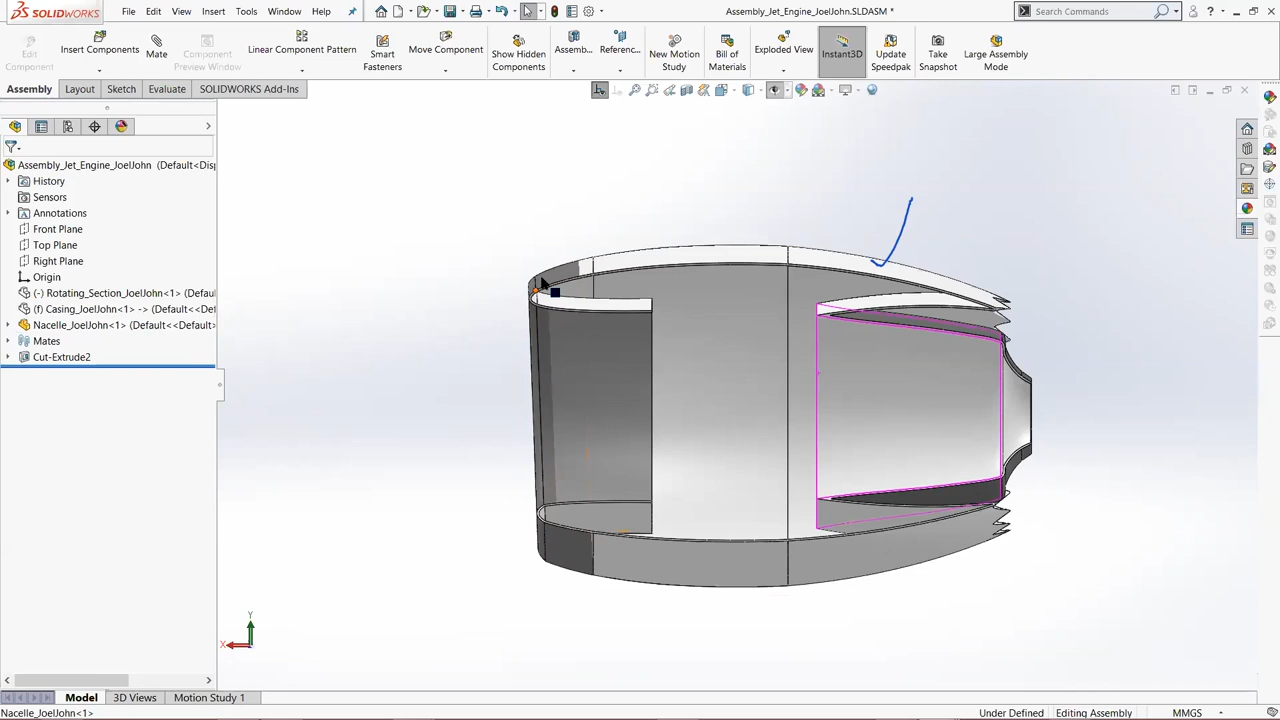 SOLIDWORKS File Edit View Insert Tools Window Help Assembly_Jet_Engine_JoelJohn.SLDASM * Search Commands
Edit Component
Insert Components
Mate
Component Preview Window
Linear Component Pattern
Smart Fasteners
Move Component
Show Hidden Components
Assemb...
Referenc...
New Motion Study
Bill of Materials
Exploded View
Instant3D
Update Speedpak
Take Snapshot
Large Assembly Mode
Assembly Layout Sketch Evaluate SOLIDWORKS Add-Ins
Assembly_Jet_Engine_JoelJohn (Default<Disp
History
Sensors
Annotations
Front Plane
Top Plane
Right Plane
Origin
(-) Rotating_Section_JoelJohn<1> (Defau
(f) Casing_JoelJohn<1> -> (Default<<Def
Nacelle_JoelJohn<1> (Default<<Default
Mates
Cut-Extrude2
Y
X
Model 3D Views Motion Study 1
Nacelle_JoelJohn<1> Under Defined Editing Assembly MMGS